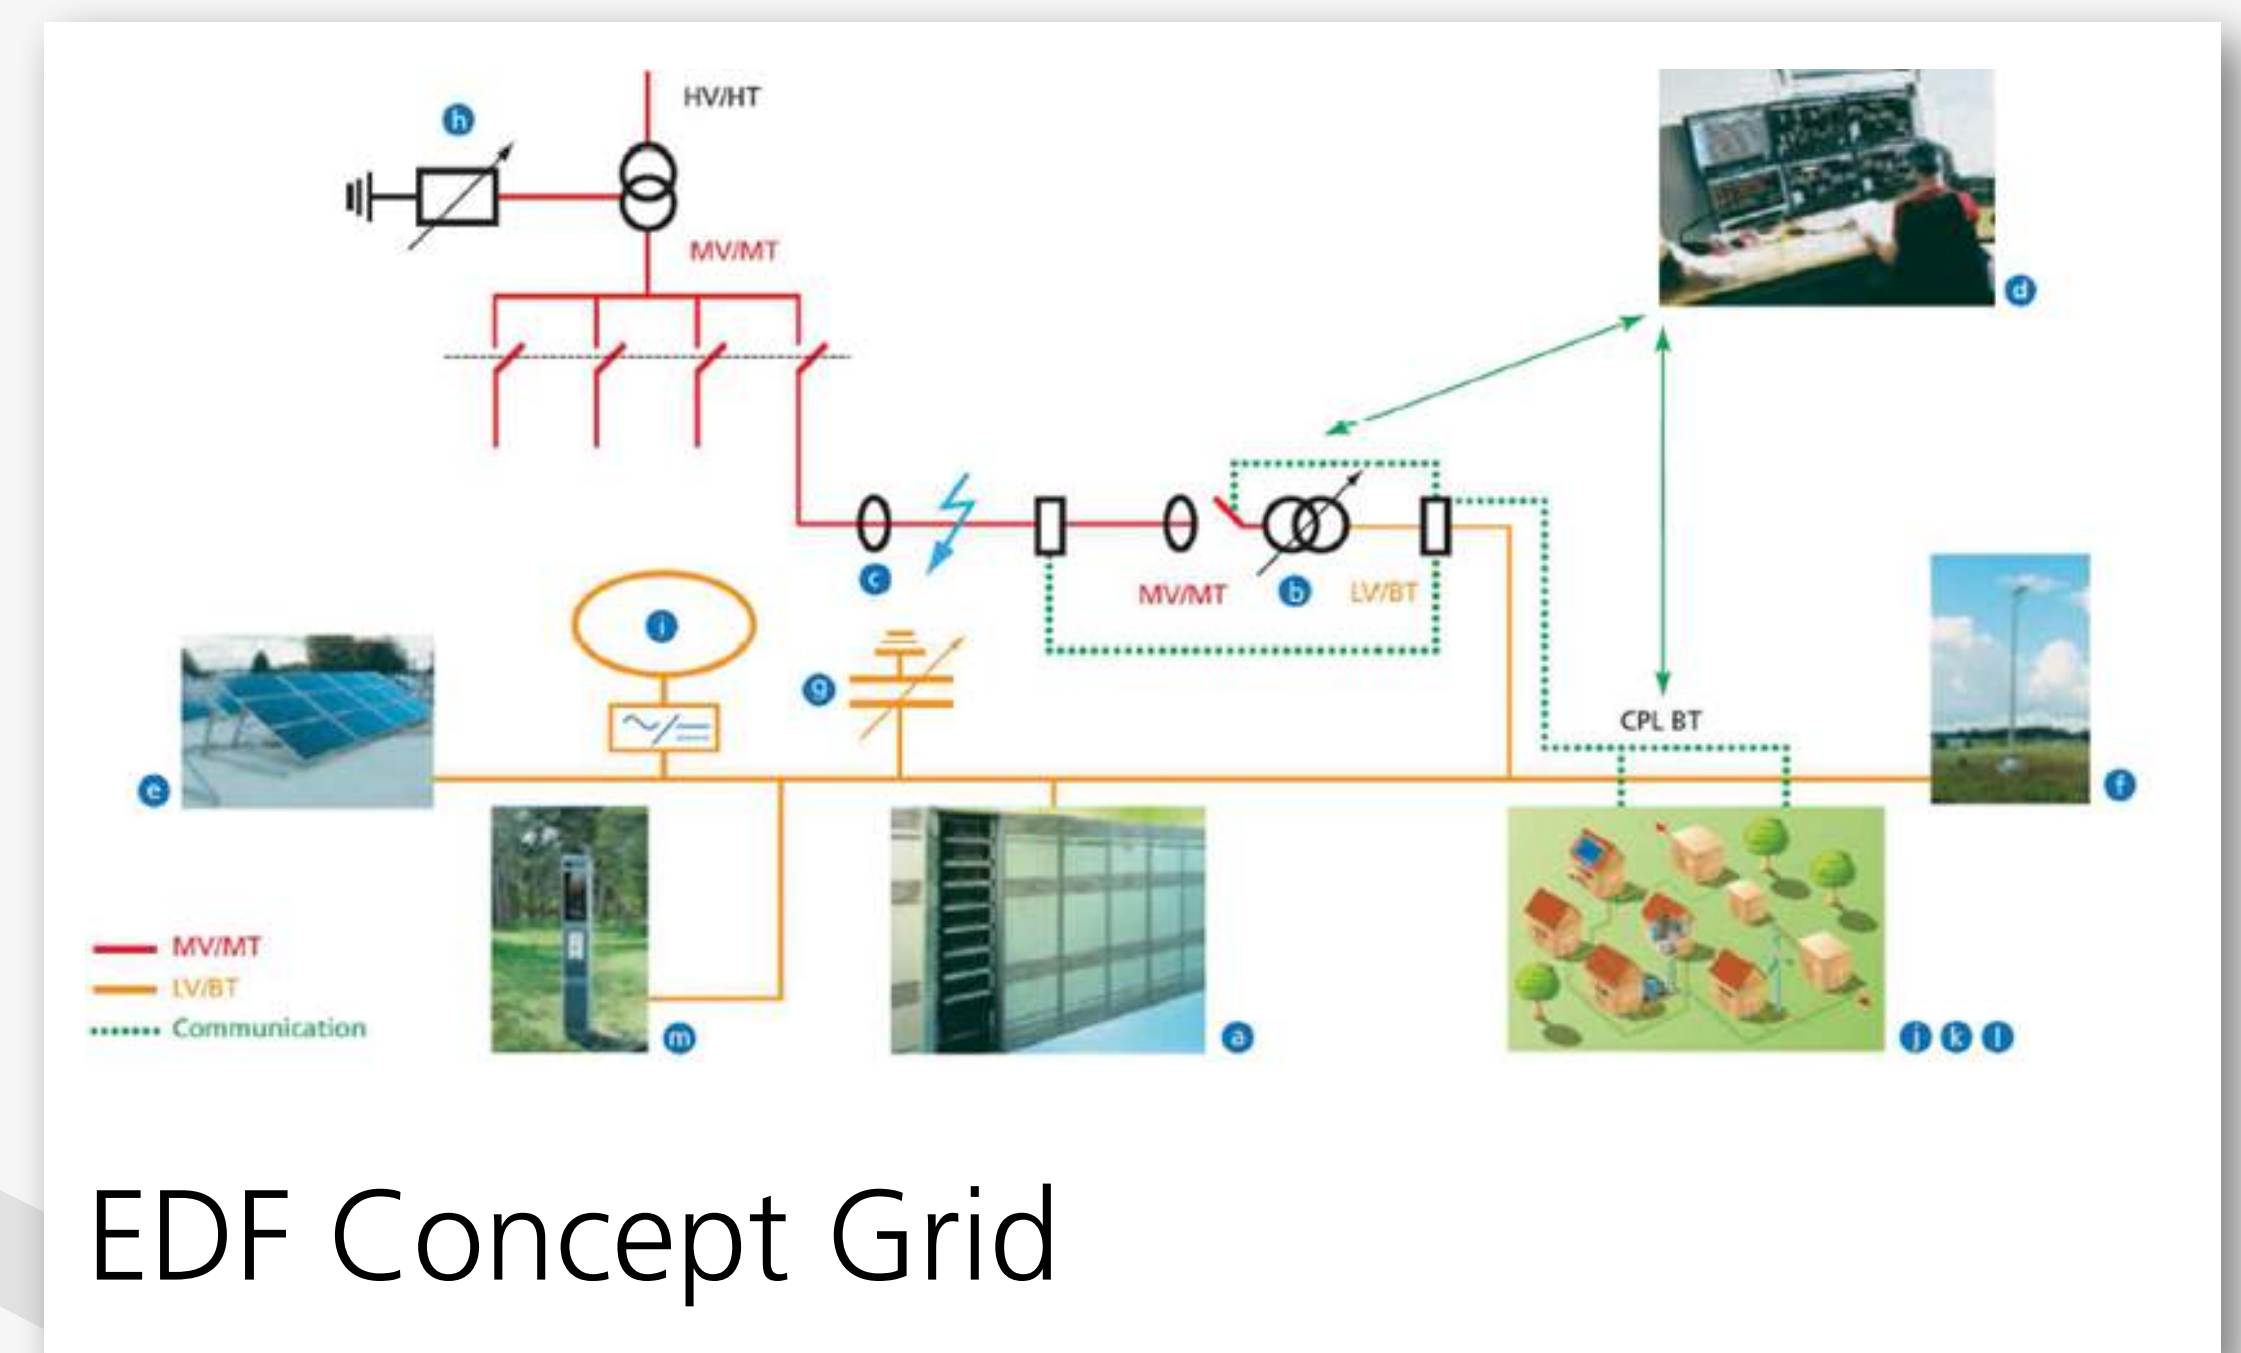 HV/HT
h
MV/MT
d
c
MV/MT
b
LV/BT
i
g
CPL BT
e
f
MV/MT
LV/BT
Communication
m
a
j k l
EDF Concept Grid